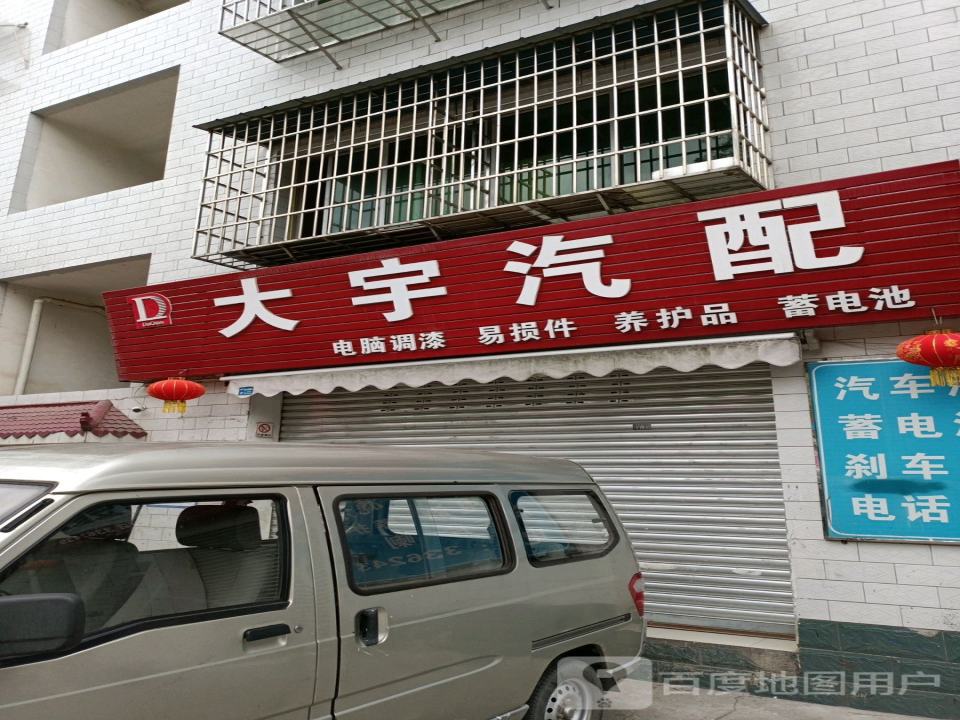 大宇汽配
电脑调漆 易损件 养护品 蓄电池
汽车
蓄电池
刹车
电话
百度地图用户